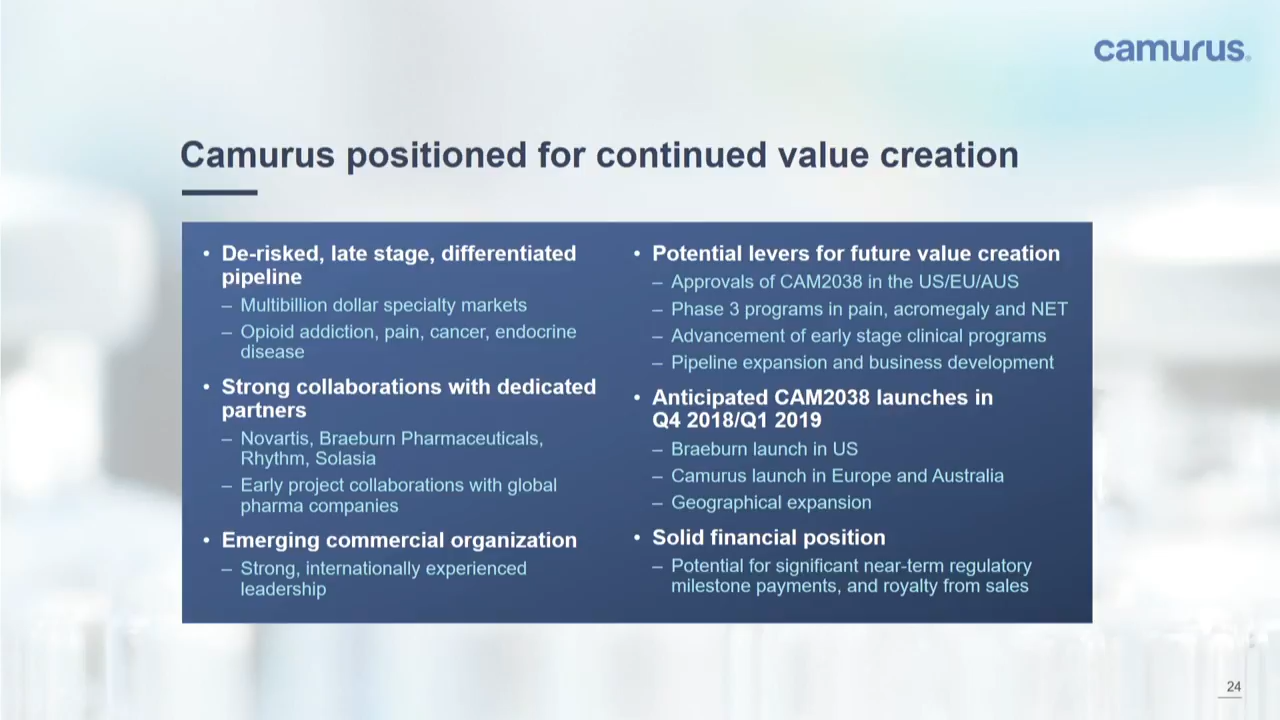 camurus®
Camurus positioned for continued value creation
• De-risked, late stage, differentiated
pipeline
– Multibillion dollar specialty markets
– Opioid addiction, pain, cancer, endocrine
disease
• Strong collaborations with dedicated
partners
– Novartis, Braeburn Pharmaceuticals,
Rhythm, Solasia
– Early project collaborations with global
pharma companies
• Emerging commercial organization
– Strong, internationally experienced
leadership
• Potential levers for future value creation
– Approvals of CAM2038 in the US/EU/AUS
– Phase 3 programs in pain, acromegaly and NET
– Advancement of early stage clinical programs
– Pipeline expansion and business development
• Anticipated CAM2038 launches in
Q4 2018/Q1 2019
– Braeburn launch in US
– Camurus launch in Europe and Australia
– Geographical expansion
• Solid financial position
– Potential for significant near-term regulatory
milestone payments, and royalty from sales
24